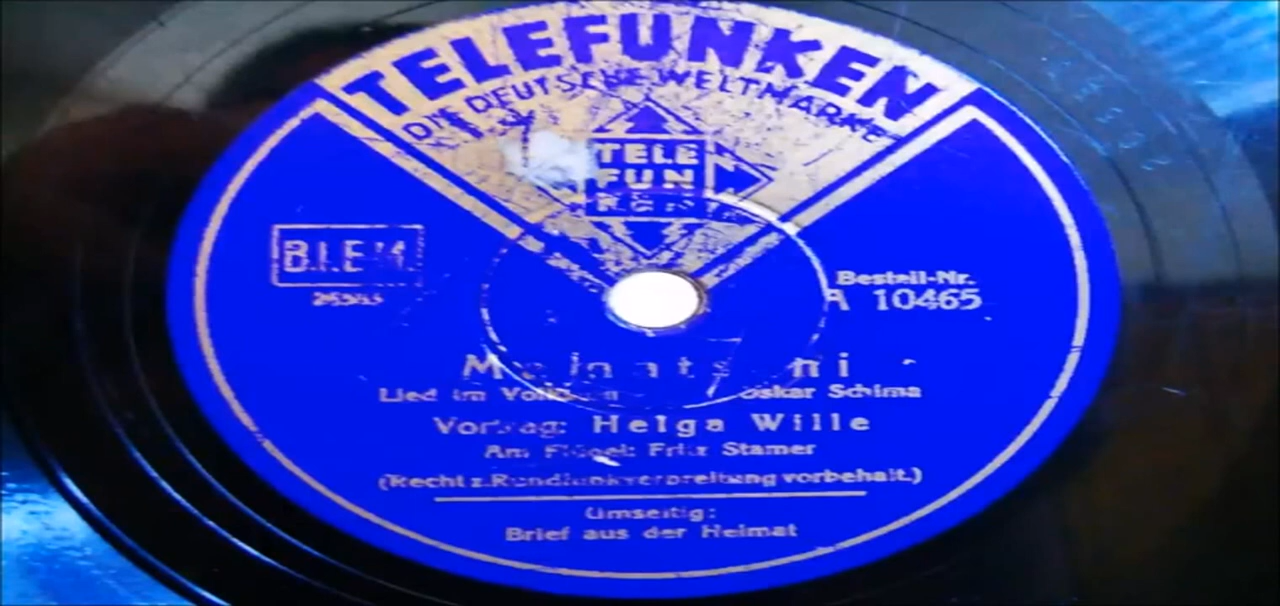 TELEFUNKEN
DIE DEUTSCHE WELTMARKE
TELE
FUN
KEN
B.I.E.M.
Bestell-Nr.
A 10465
Lied im
Oskar Schima
Vortrag: Helga Wille
Am Flügel: Fritz Stamer
(Recht z. Rundfunkverbreitung vorbehalt.)
Umseitig:
Brief aus der Heimat